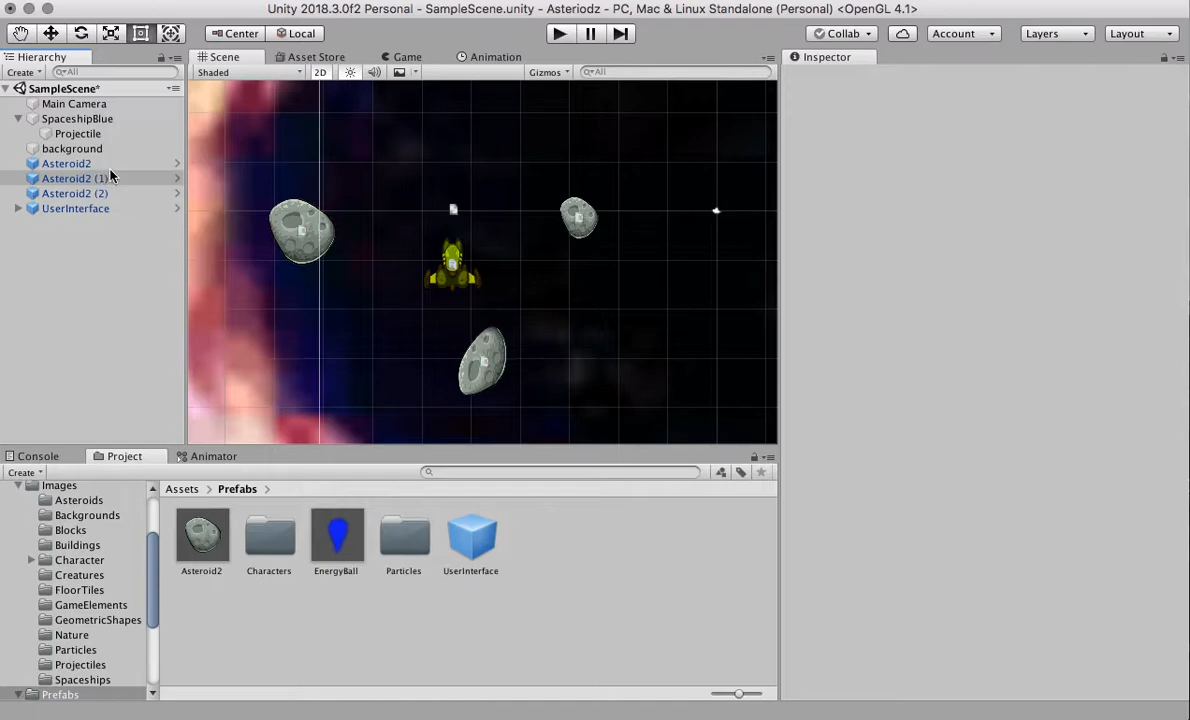 Unity 2018.3.0f2 Personal - SampleScene.unity - Asteriodz - PC, Mac & Linux Standalone (Personal) <OpenGL 4.1>
Center Local Collab Account Layers Layout
Hierarchy Scene Asset Store Game Animation Inspector
Create All Shaded 2D Gizmos All
SampleScene*
Main Camera
SpaceshipBlue
Projectile
background
Asteroid2
Asteroid2 (1)
Asteroid2 (2)
UserInterface
Console Project Animator
Create
Assets > Prefabs >
Images
Asteroids
Backgrounds
Blocks
Buildings
Character
Creatures
FloorTiles
GameElements
GeometricShapes
Nature
Particles
Projectiles
Spaceships
Prefabs
Asteroid2 Characters EnergyBall Particles UserInterface